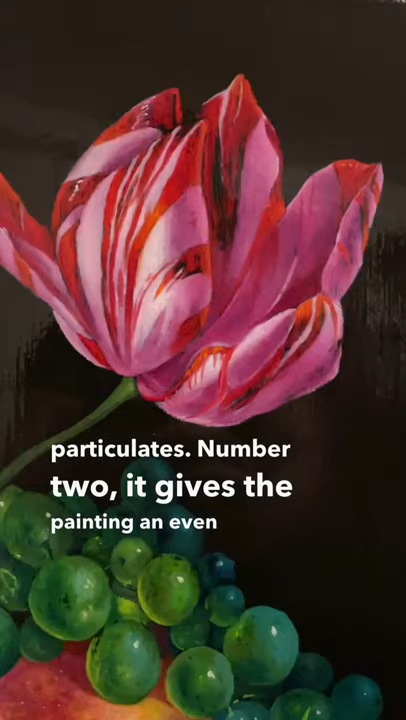 particulates. Number
two, it gives the
painting an even